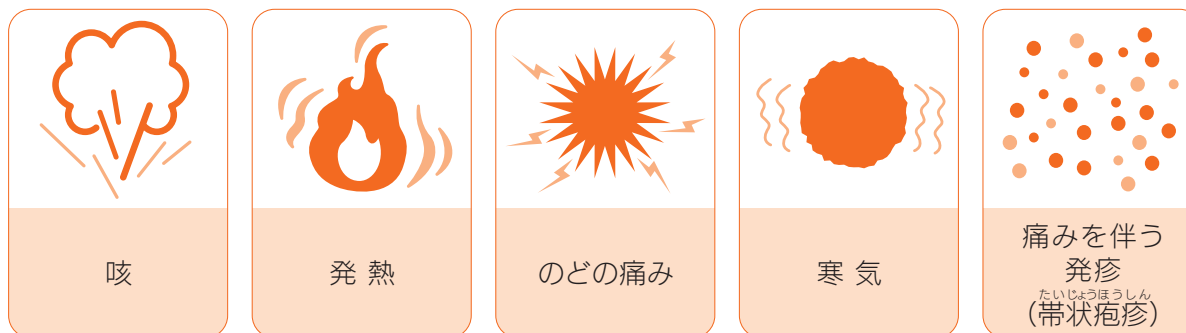 咳
発熱
のどの痛み
寒気
痛みを伴う
発疹
たいじょうほうしん
(帯状疱疹)